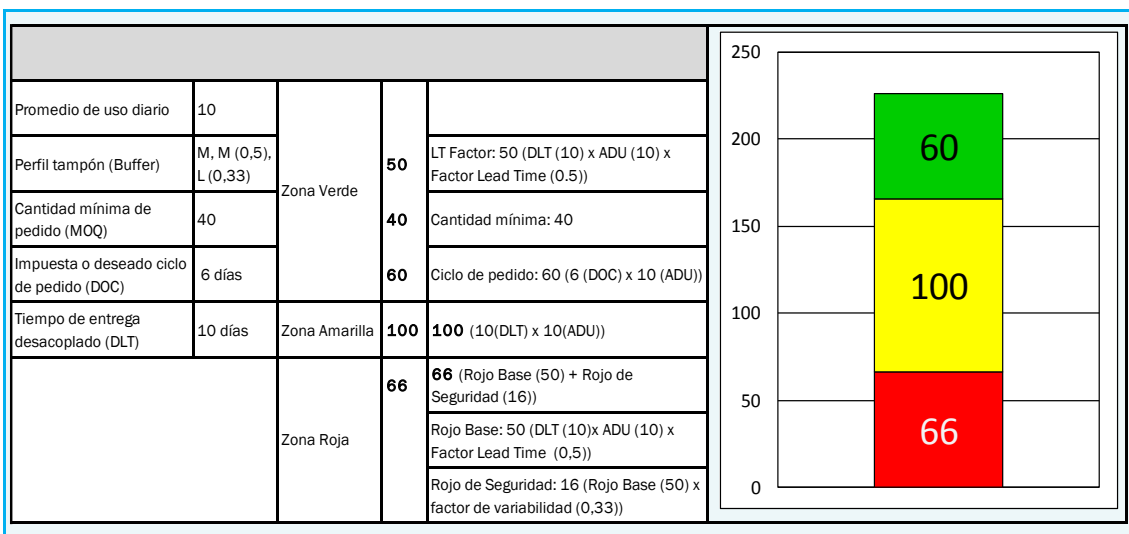 Promedio de uso diario
10
Perfil tampón (Buffer)
M, M (0,5),
L (0,33)
Zona Verde
50
LT Factor: 50 (DLT (10) x ADU (10) x
Factor Lead Time (0.5))
Cantidad mínima de
pedido (MOQ)
40
40
Cantidad mínima: 40
Impuesta o deseado ciclo
de pedido (DOC)
6 días
60
Ciclo de pedido: 60 (6 (DOC) x 10 (ADU))
Tiempo de entrega
desacoplado (DLT)
10 días
Zona Amarilla
100
100 (10(DLT) x 10(ADU))
Zona Roja
66
66 (Rojo Base (50) + Rojo de
Seguridad (16))
Rojo Base: 50 (DLT (10)x ADU (10) x
Factor Lead Time (0,5))
Rojo de Seguridad: 16 (Rojo Base (50) x
factor de variabilidad (0,33))
250
200
150
100
50
0
60
100
66